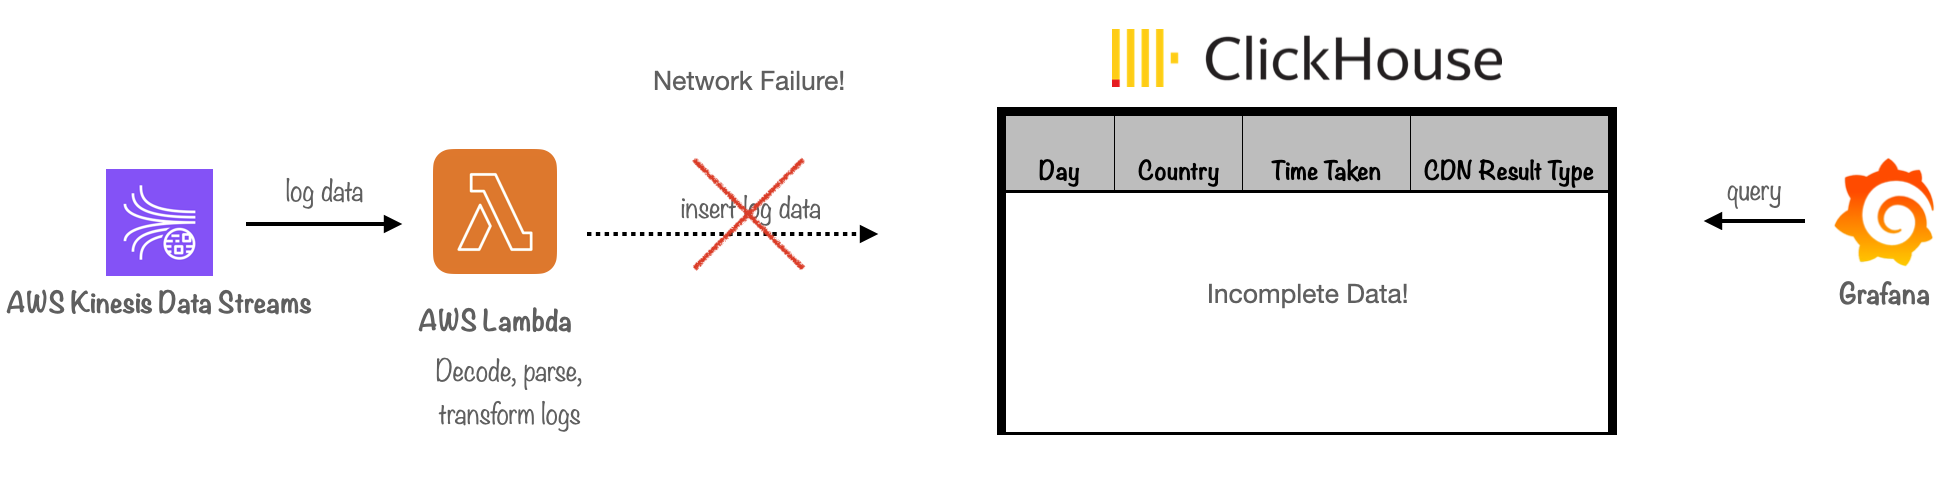 ClickHouse
Network Failure!
Day Country Time Taken CDN Result Type
log data
insert log data
query
AWS Kinesis Data Streams
AWS Lambda
Decode, parse,
transform logs
Incomplete Data!
Grafana